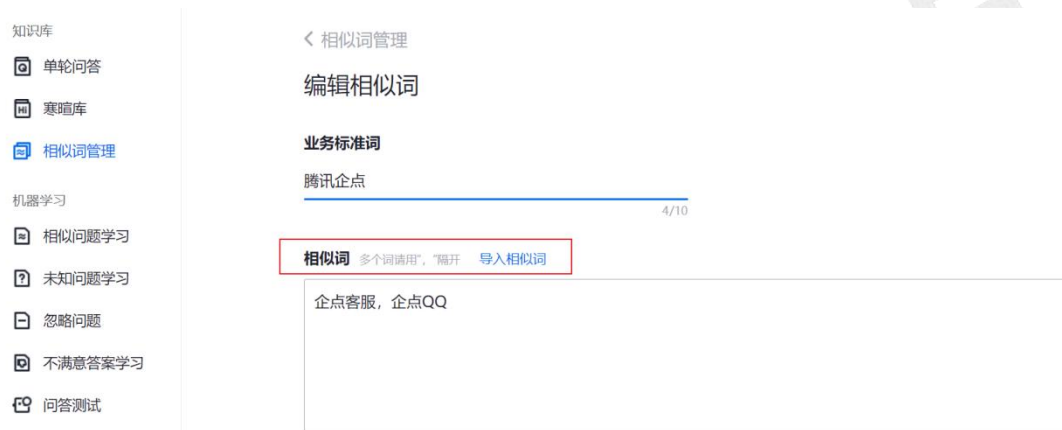 知识库
单轮问答
寒暄库
相似词管理
机器学习
相似问题学习
未知问题学习
忽略问题
不满意答案学习
问答测试
< 相似词管理
编辑相似词
业务标准词
腾讯企点
4/10
相似词 多个词请用"，"隔开 导入相似词
企点客服，企点QQ